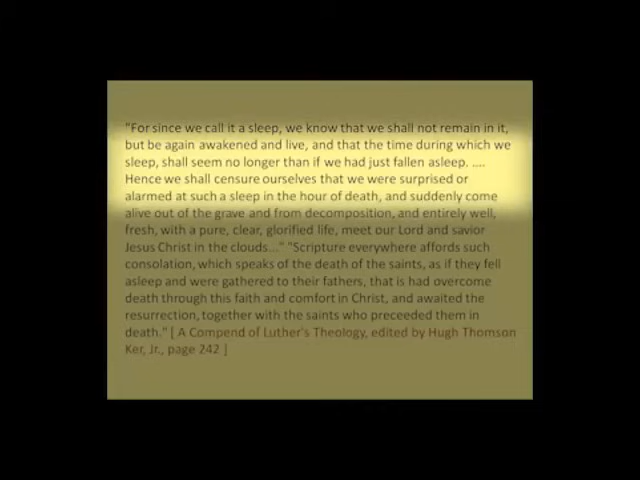 "For since we call it a sleep, we know that we shall not remain in it,
but be again awakened and live, and that the time during which we
sleep, shall seem no longer than if we had just fallen asleep. ....
Hence we shall censure ourselves that we were surprised or
alarmed at such a sleep in the hour of death, and suddenly come
alive out of the grave and from decomposition, and entirely well,
fresh, with a pure, clear, glorified life, meet our Lord and savior
Jesus Christ in the clouds..." "Scripture everywhere affords such
consolation, which speaks of the death of the saints, as if they fell
asleep and were gathered to their fathers, that is had overcome
death through this faith and comfort in Christ, and awaited the
resurrection, together with the saints who preceeded them in
death." [ A Compend of Luther's Theology, edited by Hugh Thomson
Ker, Jr., page 242 ]